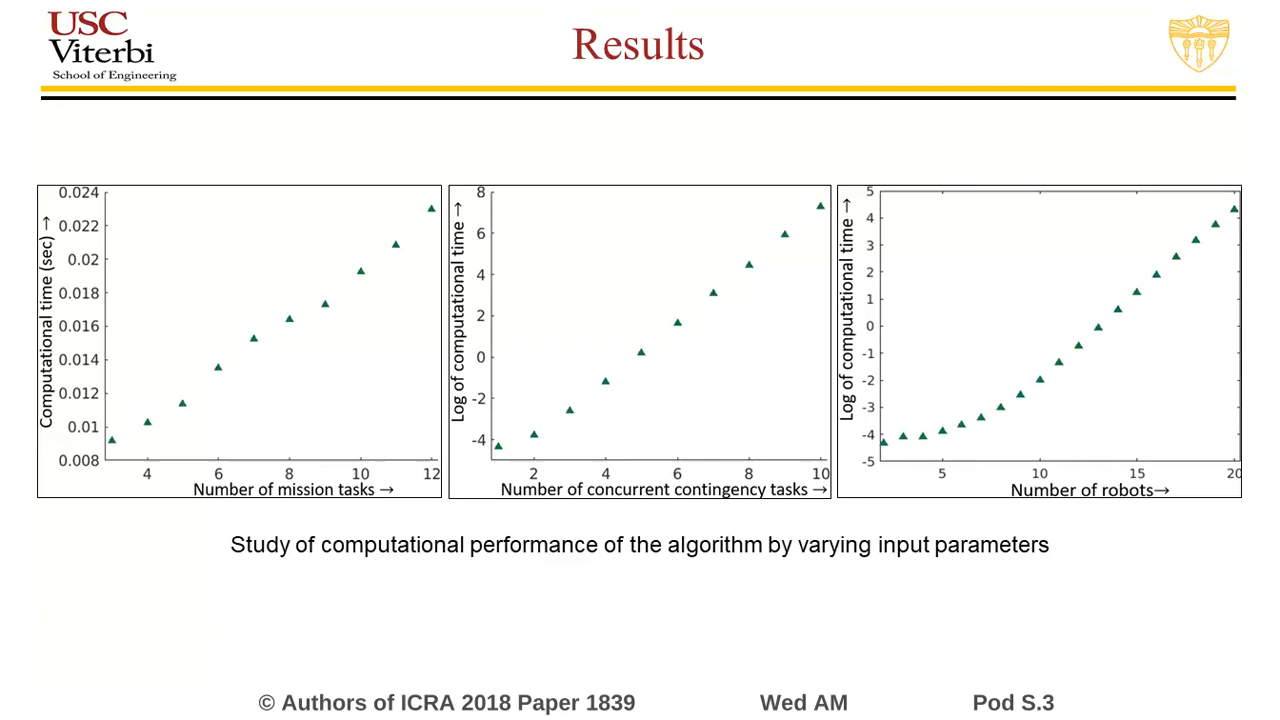 USC
Viterbi
School of Engineering
Results
Computational time (sec) →
0.024
0.022
0.02
0.018
0.016
0.014
0.012
0.01
0.008
4 6 8 10 12
Number of mission tasks →
Log of computational time →
8
6
4
2
0
-2
-4
2 4 6 8 10
Number of concurrent contingency tasks →
Log of computational time →
5
4
3
2
1
0
-1
-2
-3
-4
-5
5 10 15 20
Number of robots→
Study of computational performance of the algorithm by varying input parameters
© Authors of ICRA 2018 Paper 1839 Wed AM Pod S.3